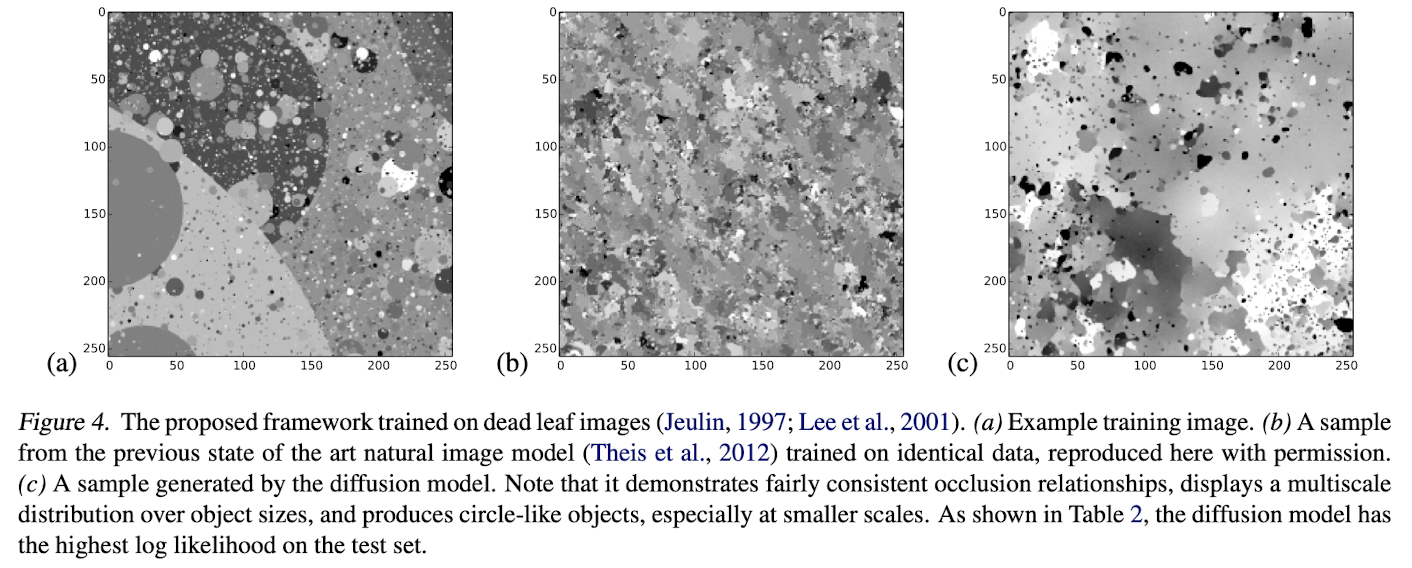 0
50
100
150
200
250
0 50 100 150 200 250
(a)
0
50
100
150
200
250
0 50 100 150 200 250
(b)
0
50
100
150
200
250
0 50 100 150 200 250
(c)
Figure 4. The proposed framework trained on dead leaf images (Jeulin, 1997; Lee et al., 2001). (a) Example training image. (b) A sample
from the previous state of the art natural image model (Theis et al., 2012) trained on identical data, reproduced here with permission.
(c) A sample generated by the diffusion model. Note that it demonstrates fairly consistent occlusion relationships, displays a multiscale
distribution over object sizes, and produces circle-like objects, especially at smaller scales. As shown in Table 2, the diffusion model has
the highest log likelihood on the test set.